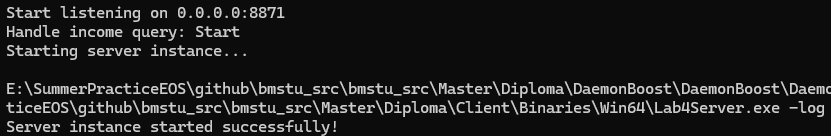 Start listening on 0.0.0.0:8871
Handle income query: Start
Starting server instance...
E:\SummerPracticeEOS\github\bmstu_src\bmstu_src\Master\Diploma\DaemonBoost\DaemonBoost\Daemo
ticeEOS\github\bmstu_src\bmstu_src\Master\Diploma\Client\Binaries\Win64\Lab4Server.exe -log
Server instance started successfully!